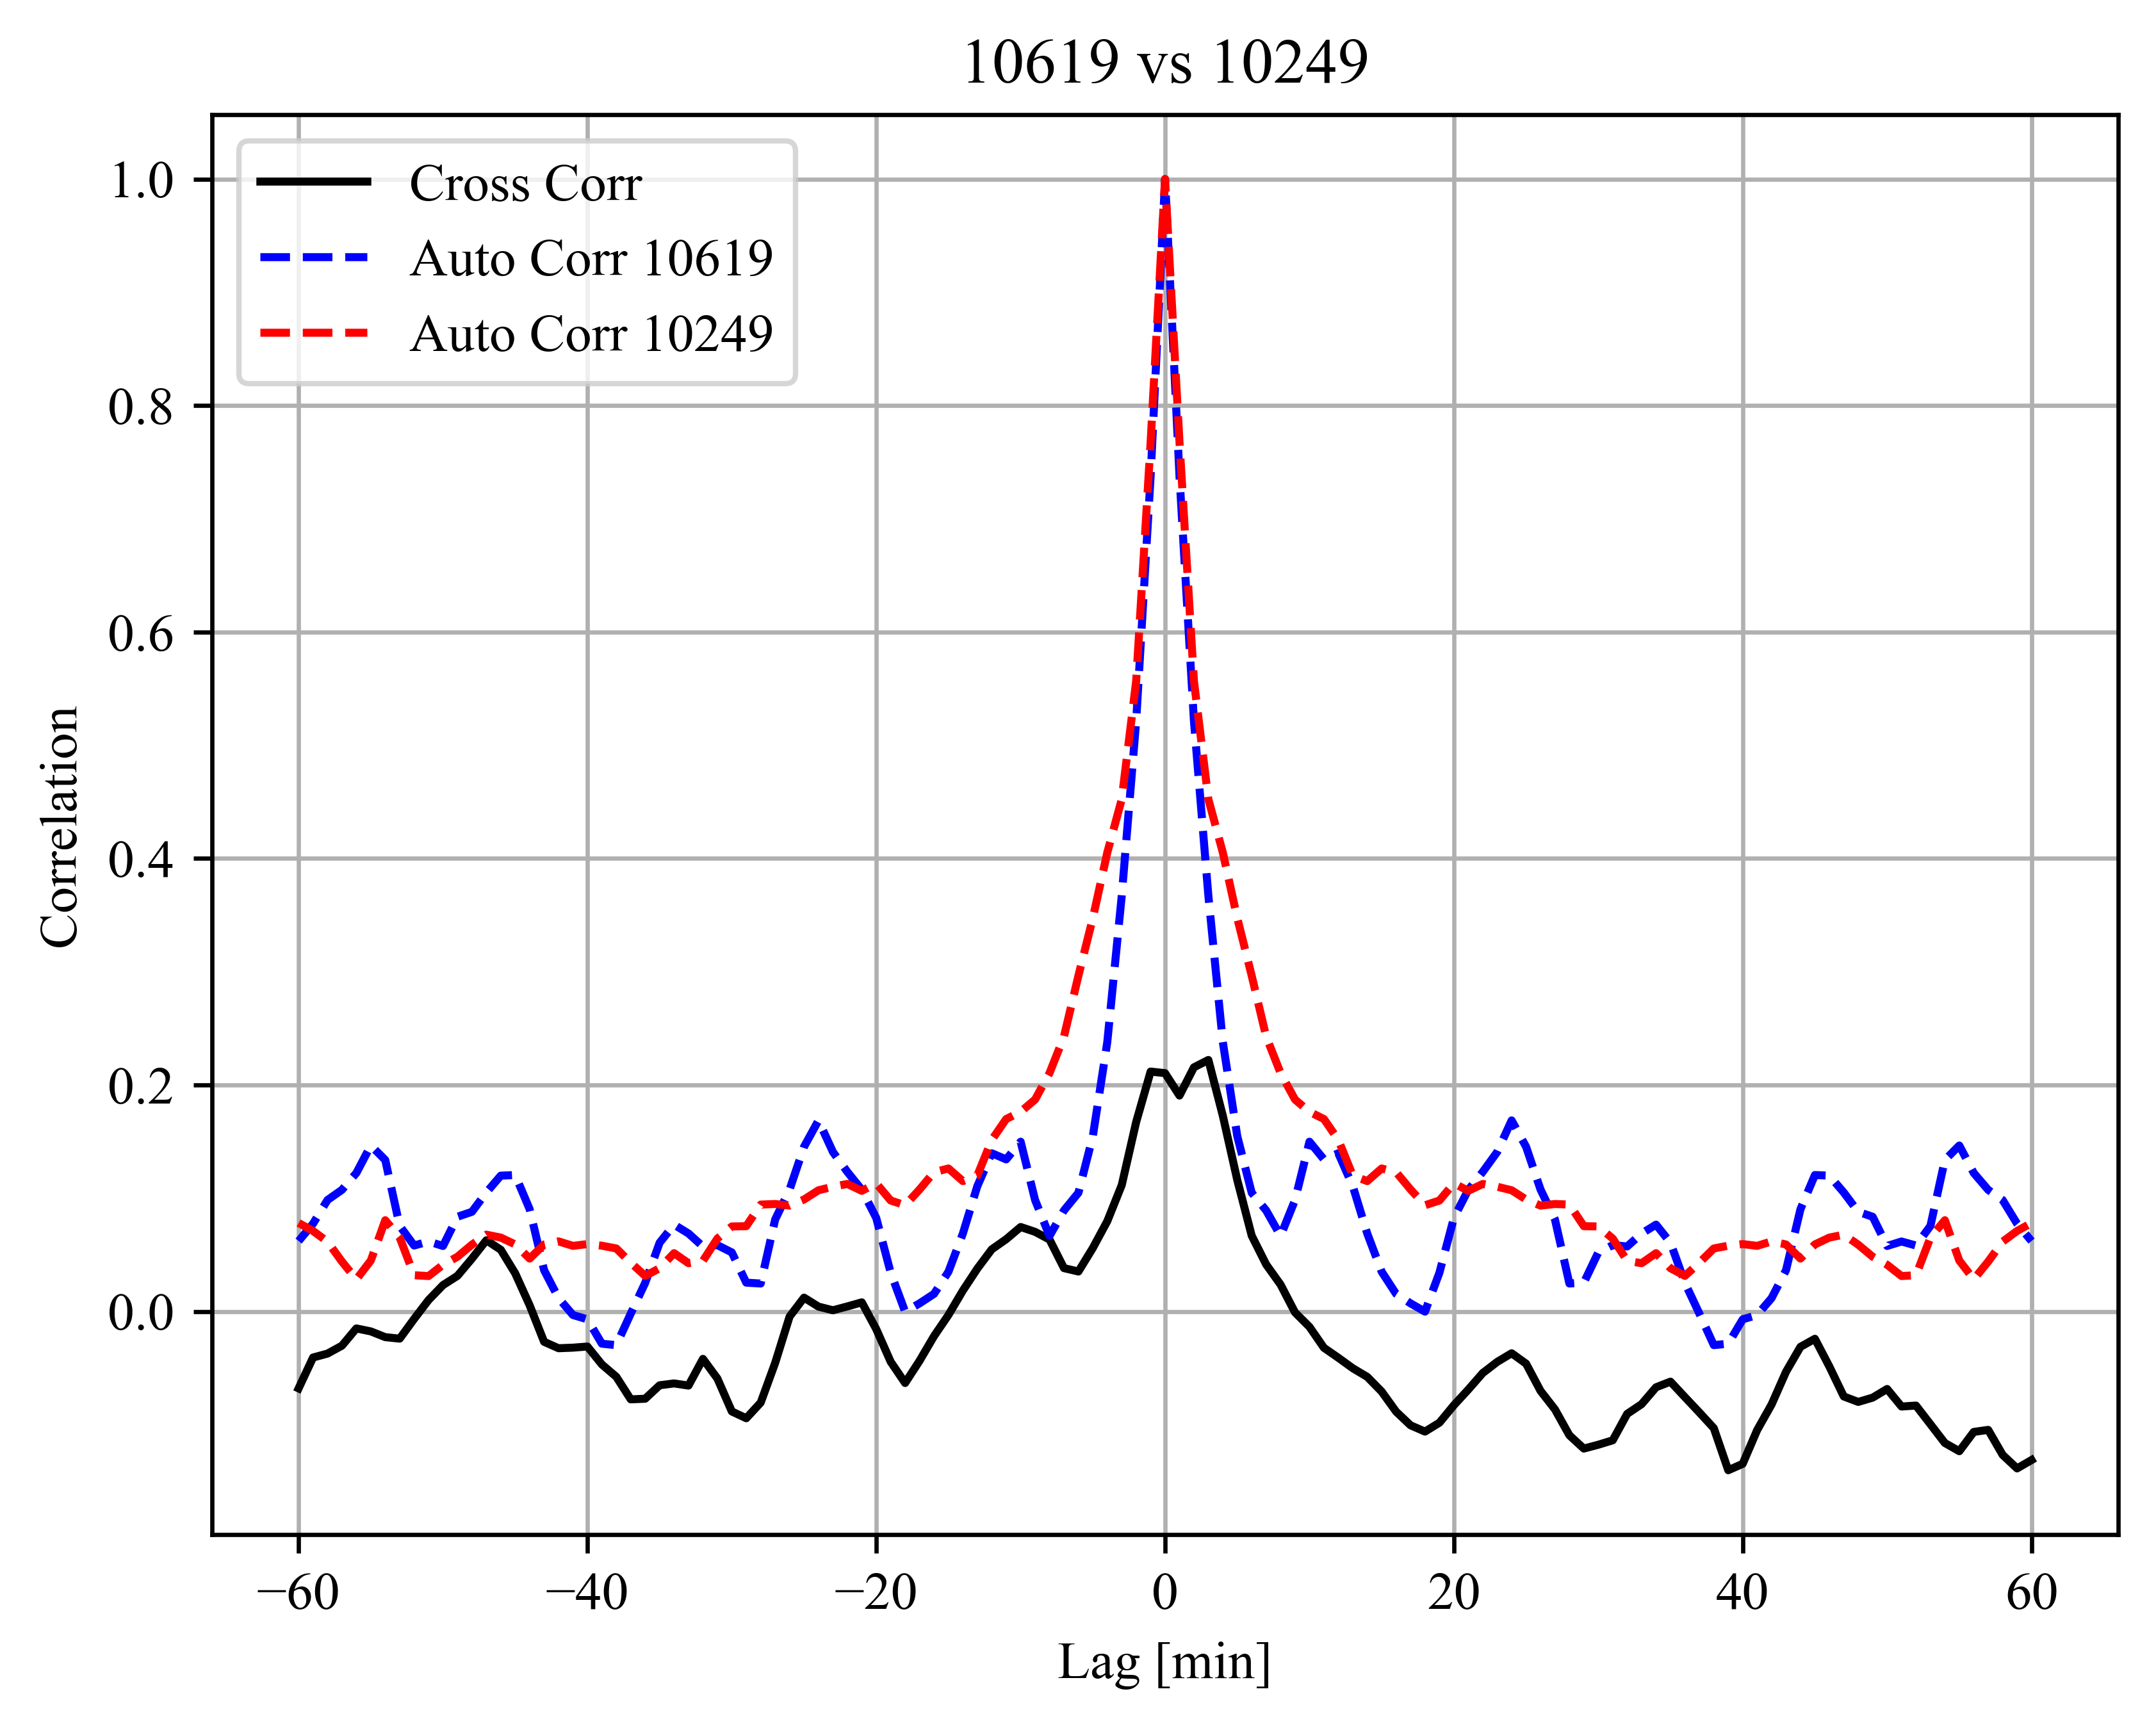 10619 vs 10249
Cross Corr
Auto Corr 10619
Auto Corr 10249
1.0
0.8
0.6
0.4
0.2
0.0
Correlation
−60 −40 −20 0 20 40 60
Lag [min]